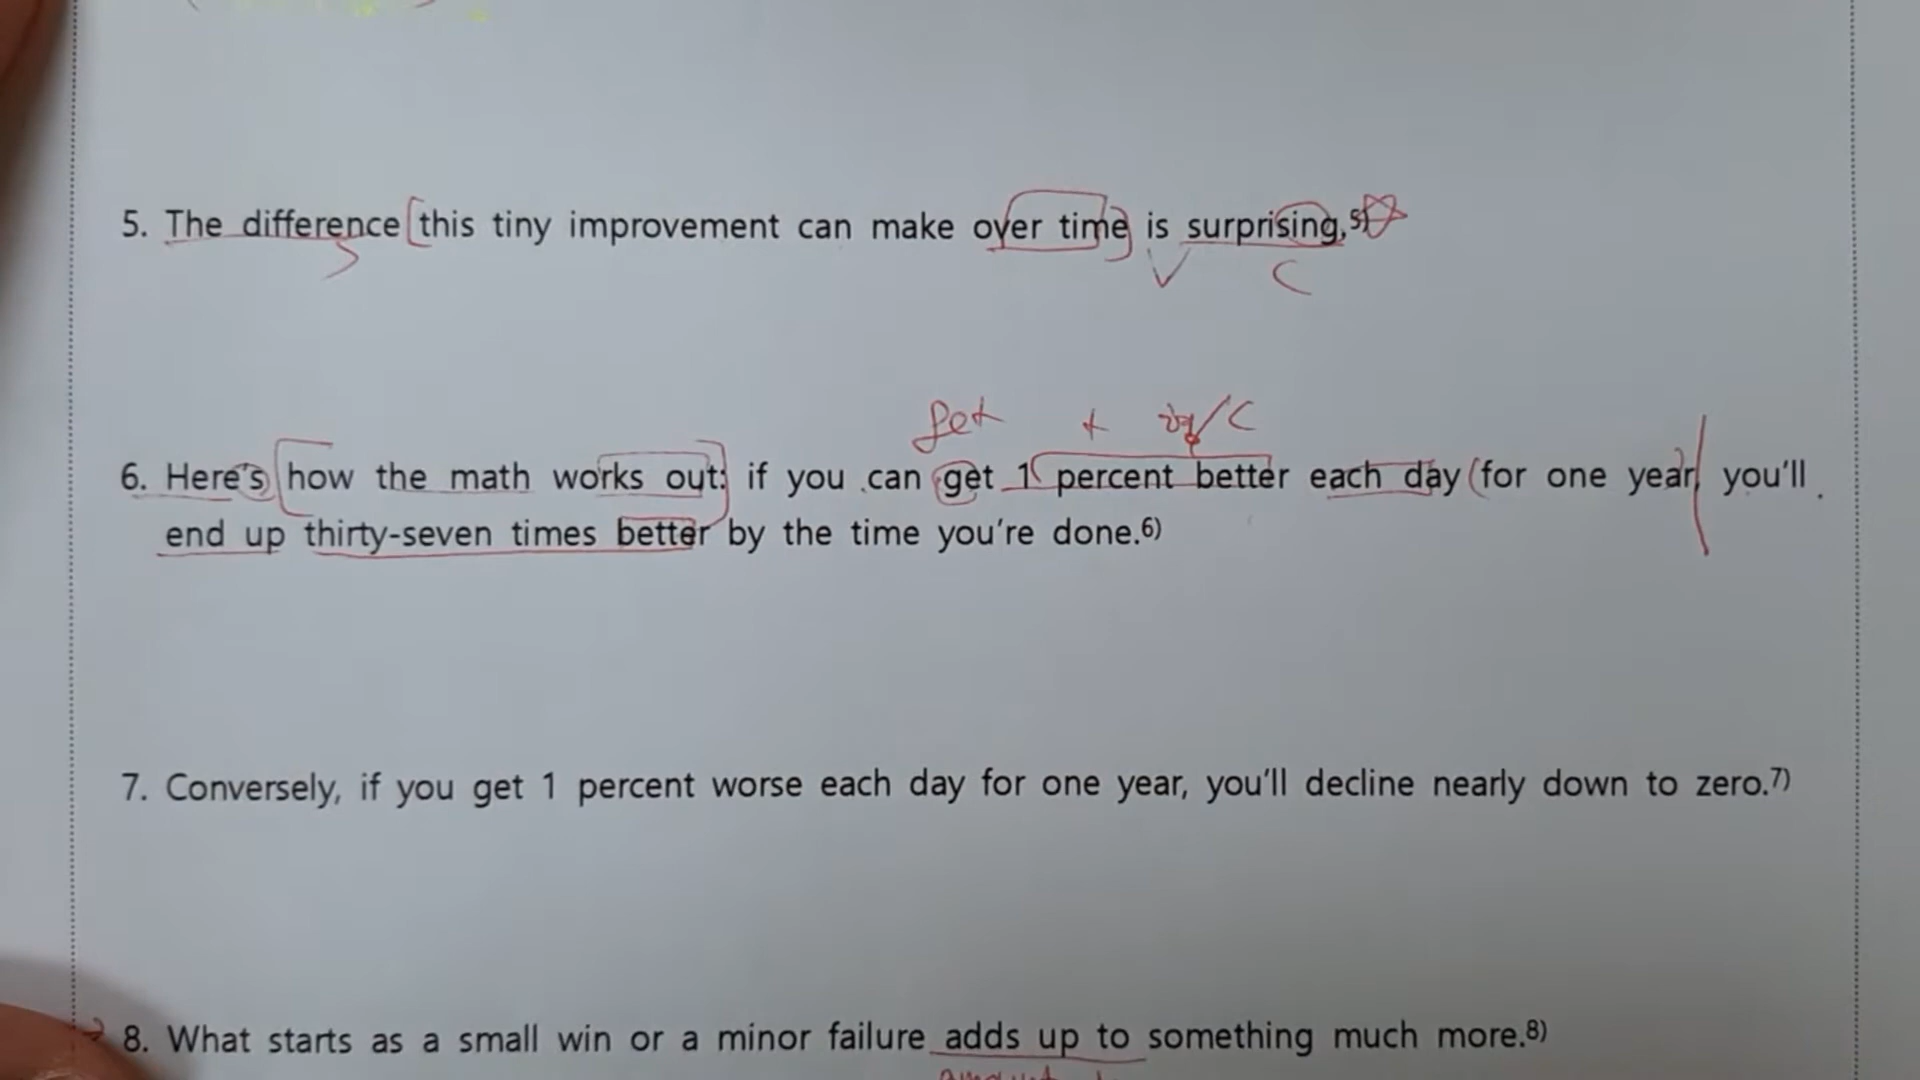 5. The difference this tiny improvement can make over time is surprising,5)
S
V
C
get + 형/C
6. Here's how the math works out: if you can get 1 percent better each day for one year, you'll
end up thirty-seven times better by the time you're done.6)
7. Conversely, if you get 1 percent worse each day for one year, you'll decline nearly down to zero.7)
8. What starts as a small win or a minor failure adds up to something much more.8)